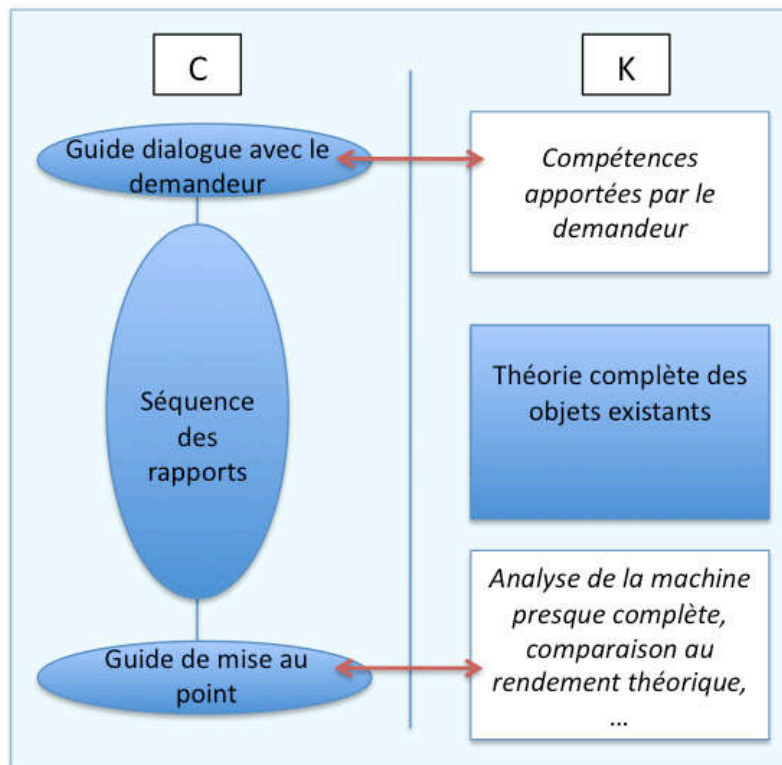 C
K
Guide dialogue avec le
demandeur
Compétences
apportées par le
demandeur
Séquence
des
rapports
Théorie complète des
objets existants
Guide de mise au
point
Analyse de la machine
presque complète,
comparaison au
rendement théorique,
…